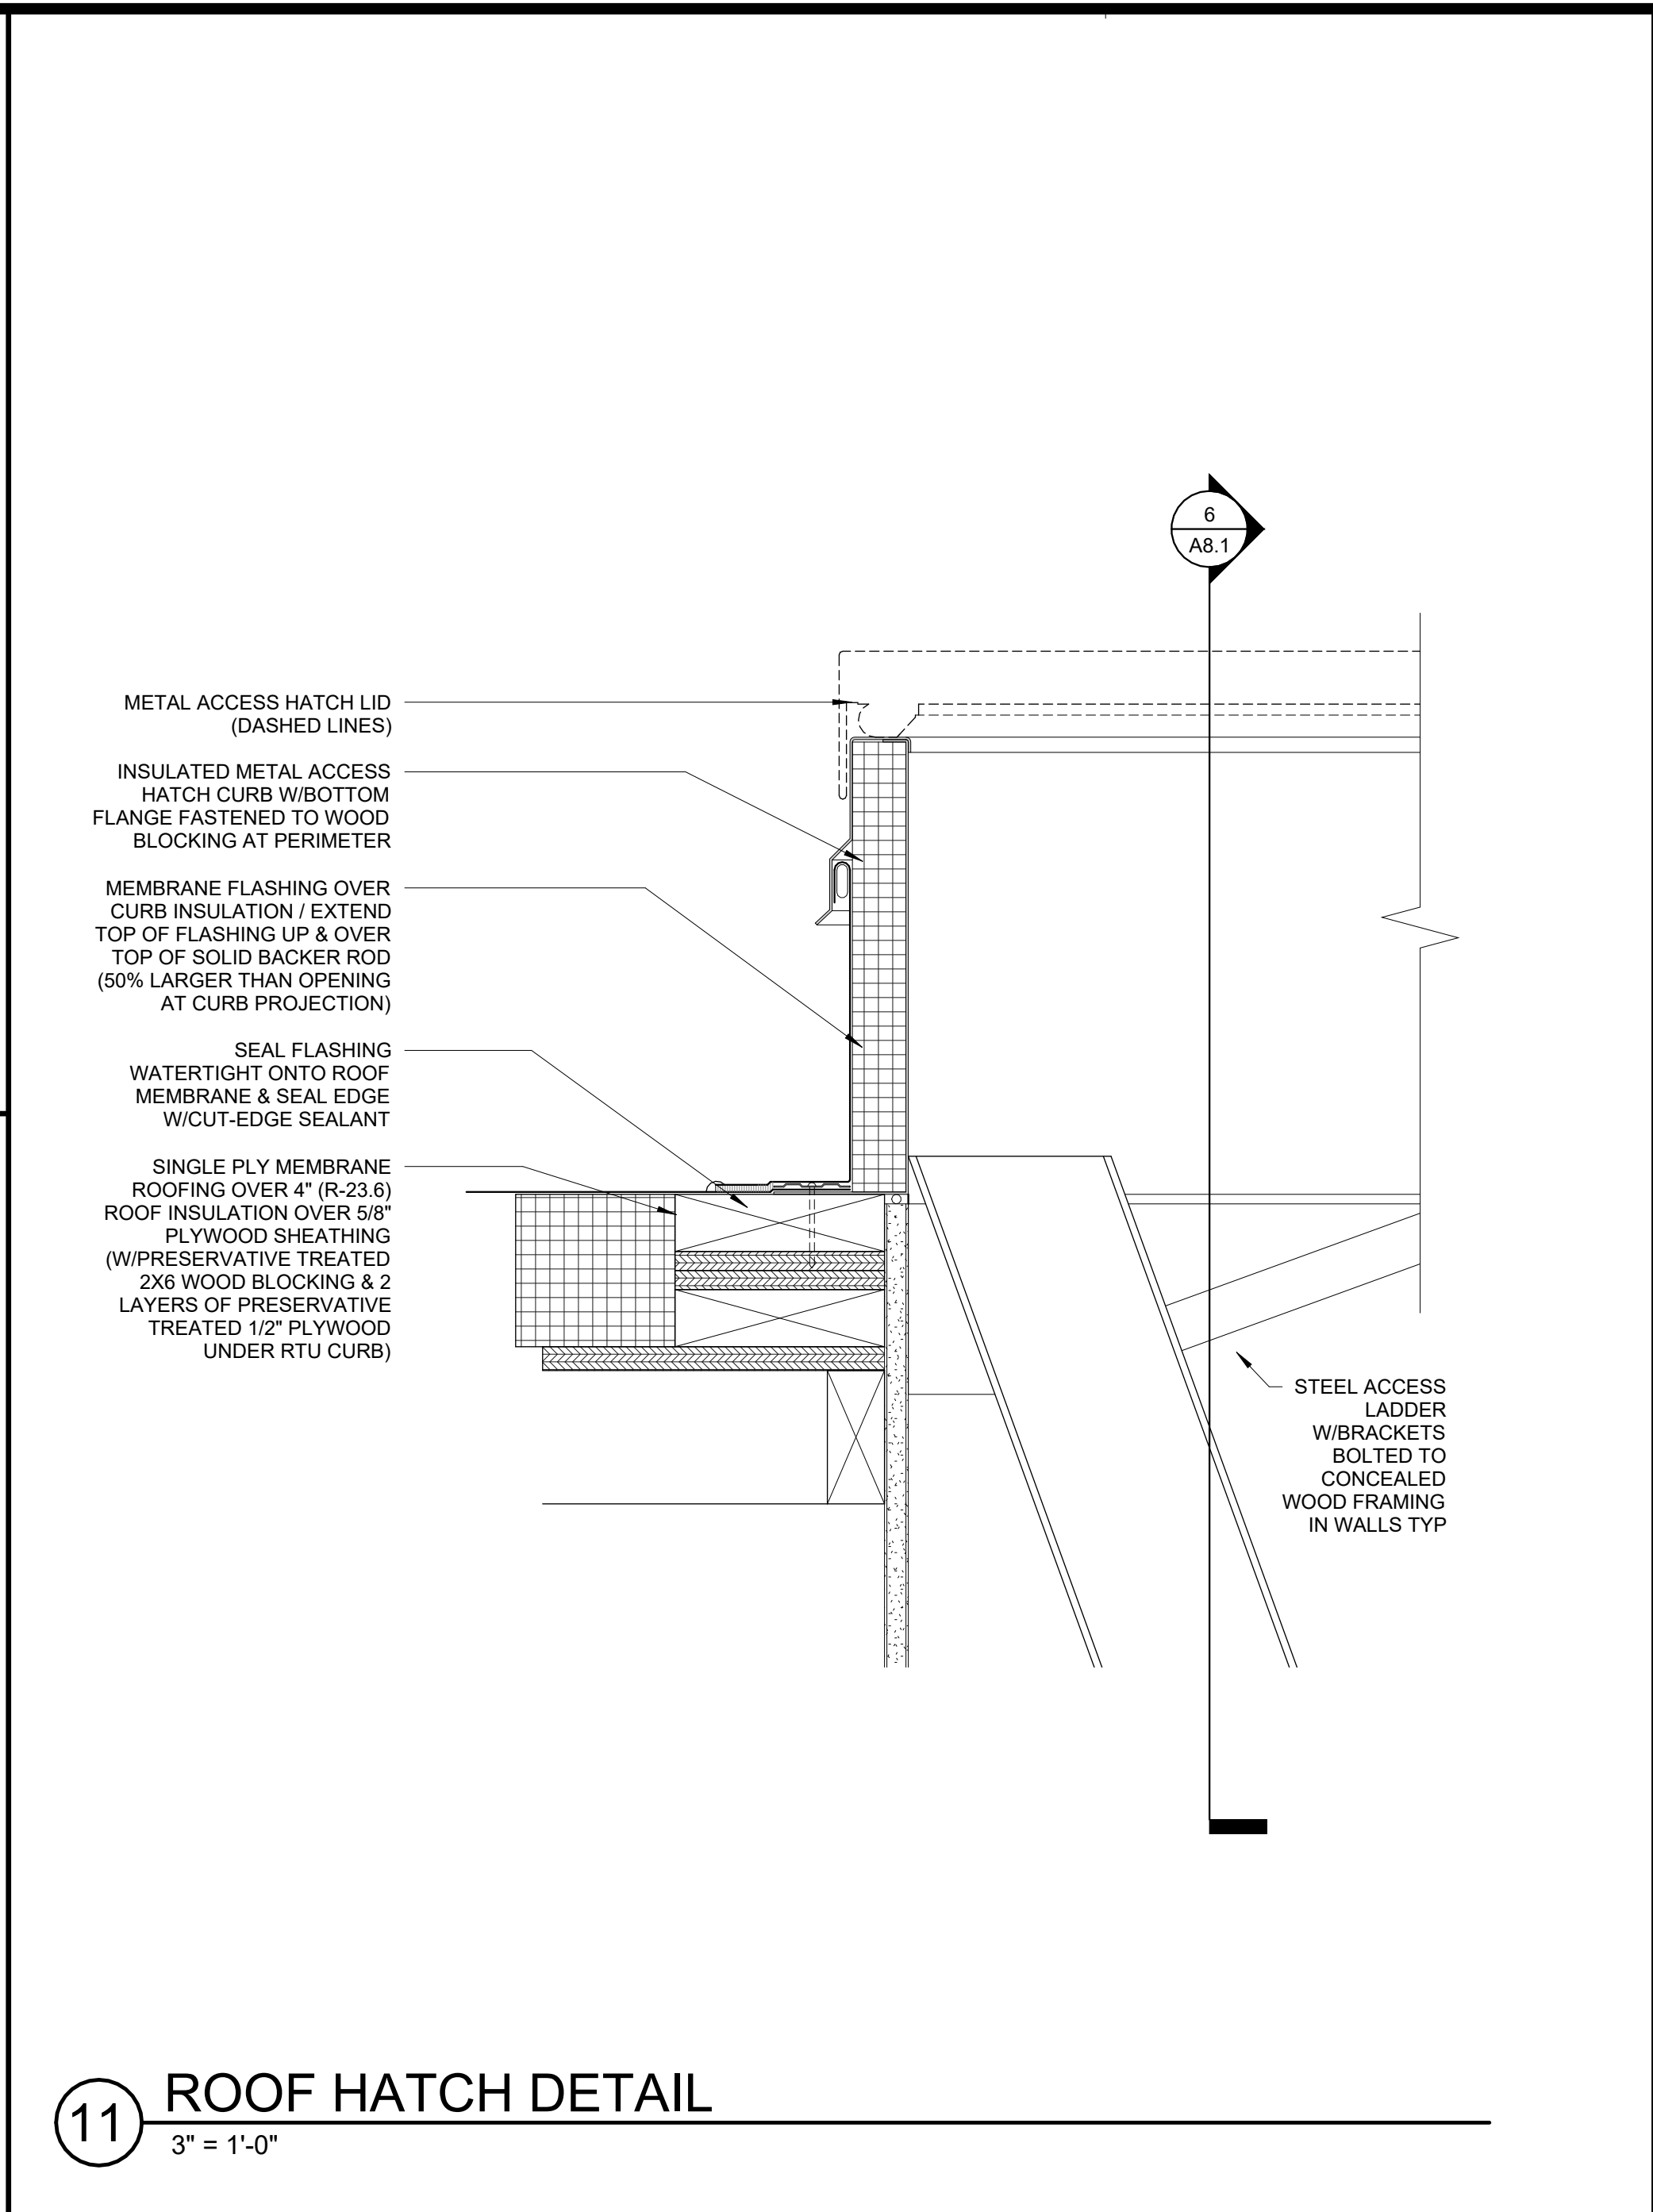 6
A8.1
METAL ACCESS HATCH LID
(DASHED LINES)
INSULATED METAL ACCESS
HATCH CURB W/BOTTOM
FLANGE FASTENED TO WOOD
BLOCKING AT PERIMETER
MEMBRANE FLASHING OVER
CURB INSULATION / EXTEND
TOP OF FLASHING UP & OVER
TOP OF SOLID BACKER ROD
(50% LARGER THAN OPENING
AT CURB PROJECTION)
SEAL FLASHING
WATERTIGHT ONTO ROOF
MEMBRANE & SEAL EDGE
W/CUT-EDGE SEALANT
SINGLE PLY MEMBRANE
ROOFING OVER 4" (R-23.6)
ROOF INSULATION OVER 5/8"
PLYWOOD SHEATHING
(W/PRESERVATIVE TREATED
2X6 WOOD BLOCKING & 2
LAYERS OF PRESERVATIVE
TREATED 1/2" PLYWOOD
UNDER RTU CURB)
STEEL ACCESS
LADDER
W/BRACKETS
BOLTED TO
CONCEALED
WOOD FRAMING
IN WALLS TYP
11
ROOF HATCH DETAIL
3" = 1'-0"